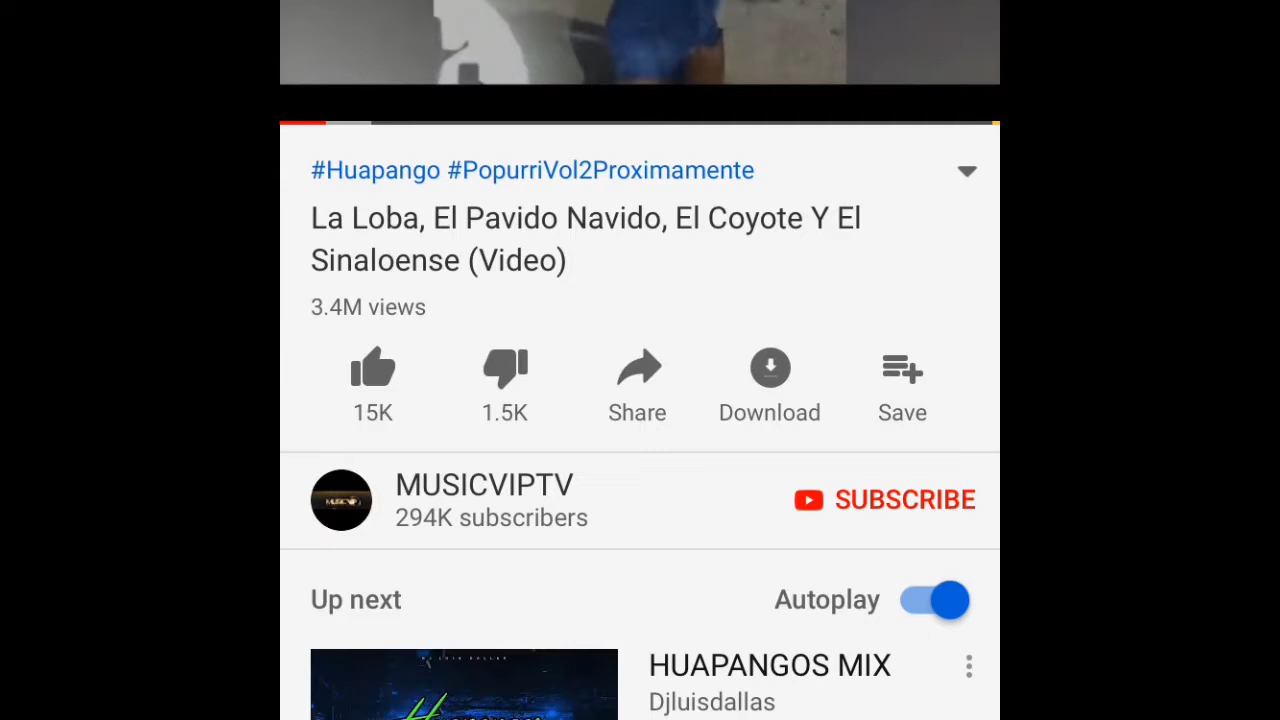 #Huapango #PopurriVol2Proximamente
La Loba, El Pavido Navido, El Coyote Y El
Sinaloense (Video)
3.4M views
15K
1.5K
Share
Download
Save
MUSICVIPTV
294K subscribers
SUBSCRIBE
Up next
Autoplay
HUAPANGOS MIX
Djluisdallas